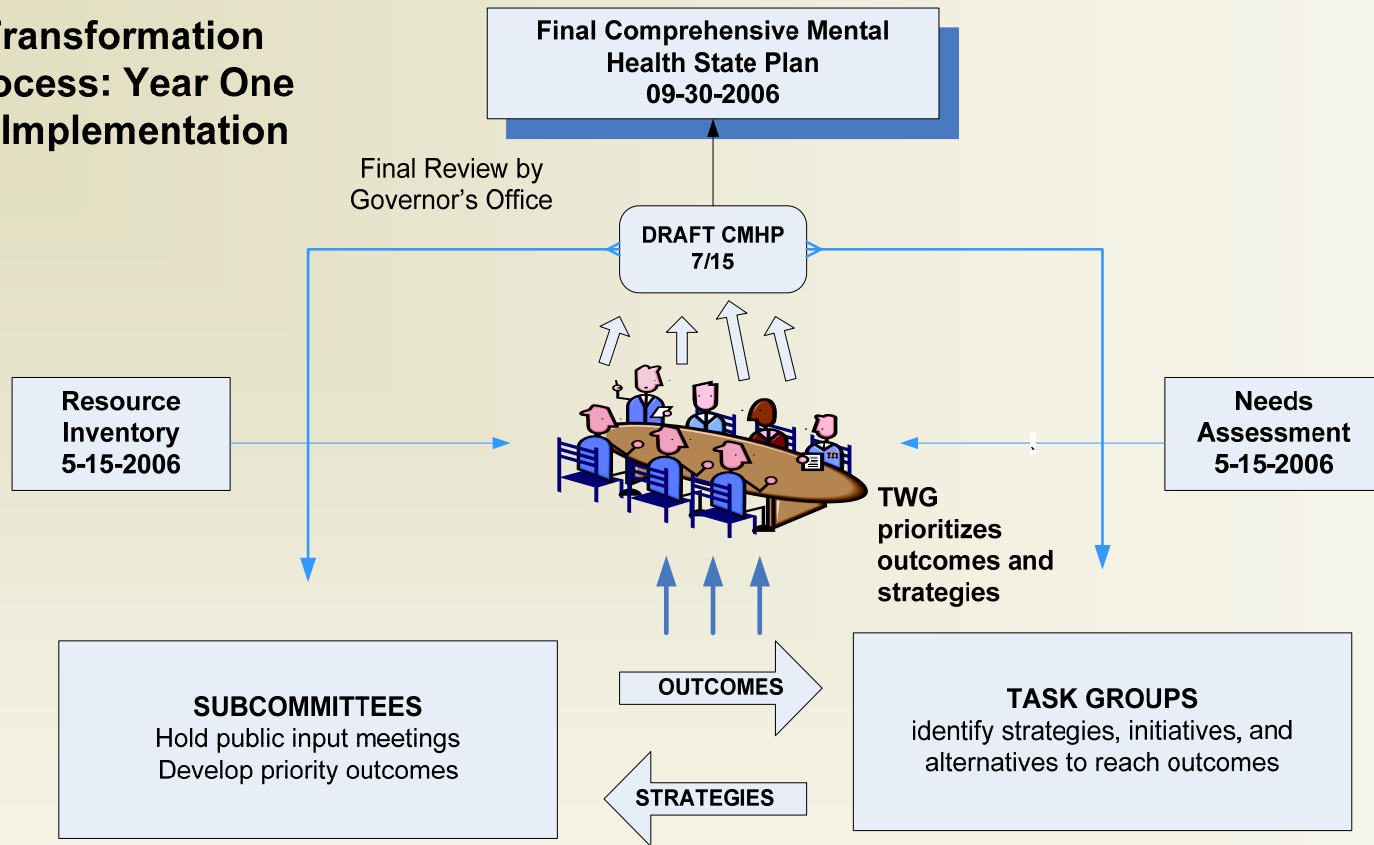 Transformation
ocess: Year One
Implementation
Final Comprehensive Mental
Health State Plan
09-30-2006
Final Review by
Governor's Office
DRAFT CMHP
7/15
Resource
Inventory
5-15-2006
Needs
Assessment
5-15-2006
TWG
prioritizes
outcomes and
strategies
SUBCOMMITTEES
Hold public input meetings
Develop priority outcomes
OUTCOMES
STRATEGIES
TASK GROUPS
identify strategies, initiatives, and
alternatives to reach outcomes